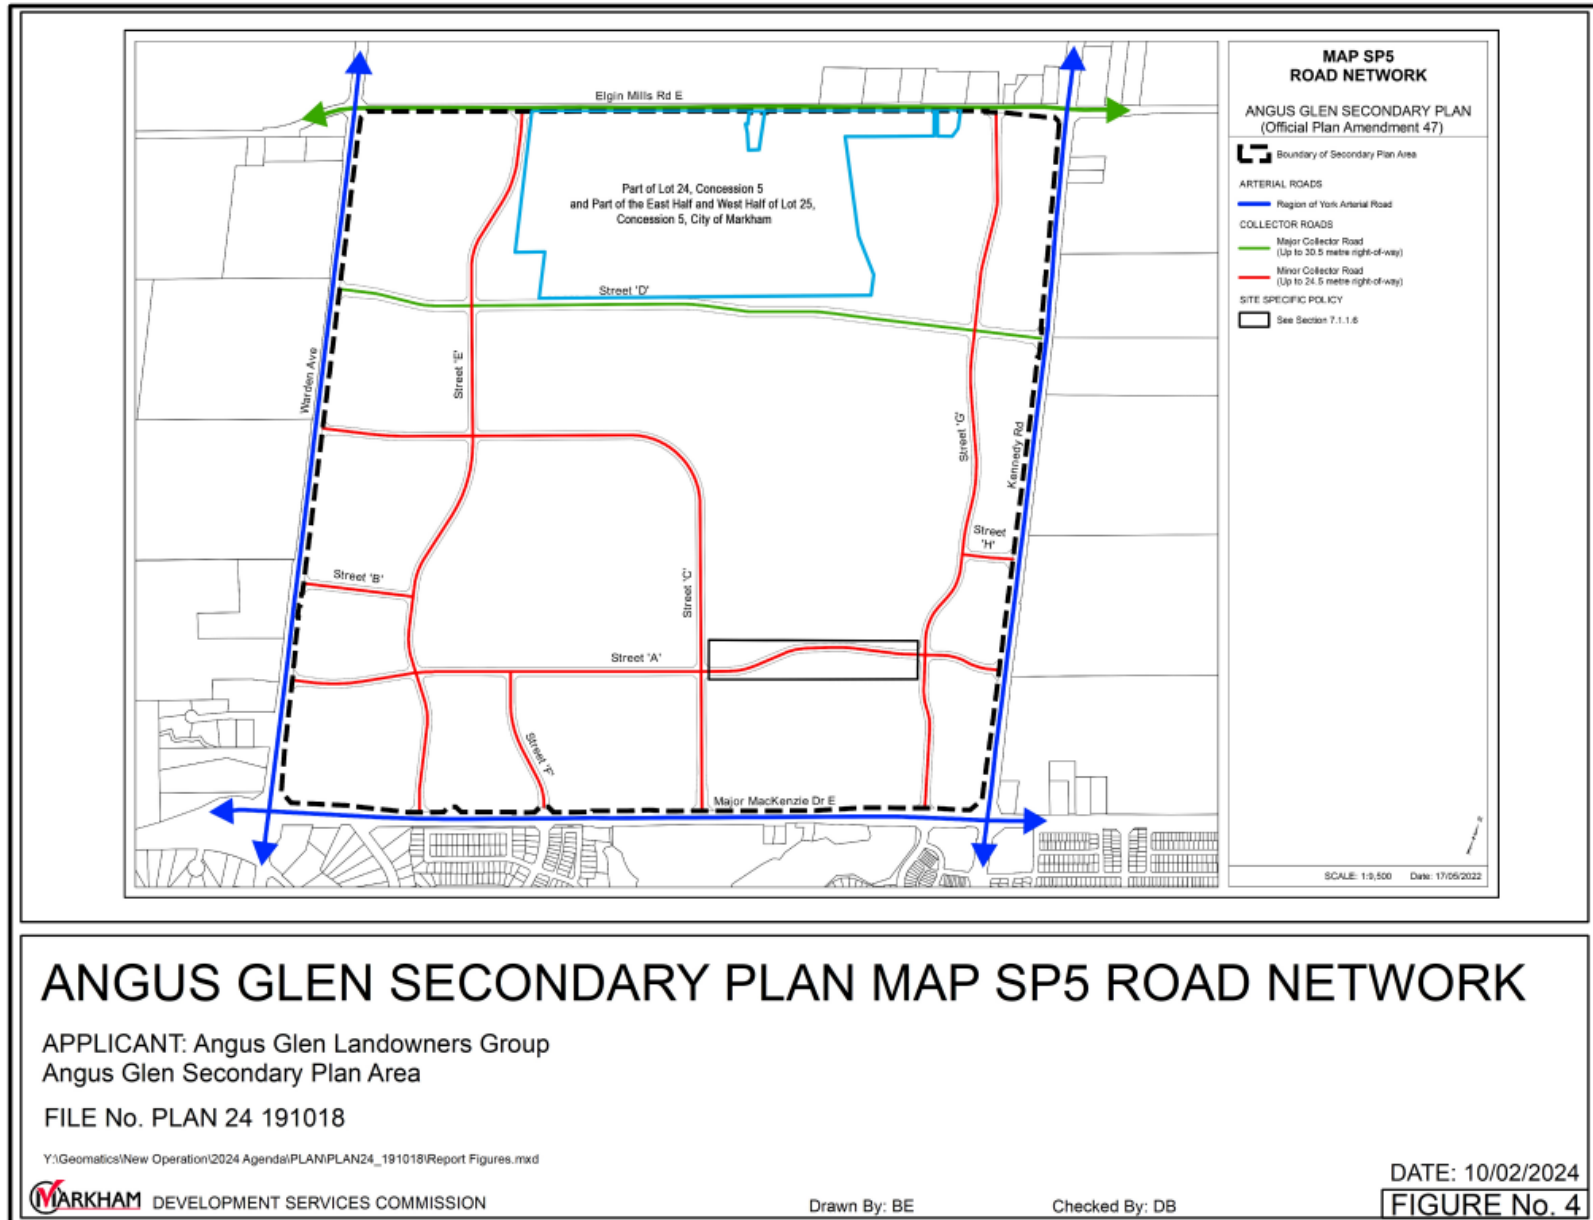 MAP SP5
ROAD NETWORK
ANGUS GLEN SECONDARY PLAN
(Official Plan Amendment 47)
Boundary of Secondary Plan Area
ARTERIAL ROADS
Region of York Arterial Road
COLLECTOR ROADS
Major Collector Road
(Up to 30.5 metre right-of-way)
Minor Collector Road
(Up to 24.5 metre right-of-way)
SITE SPECIFIC POLICY
See Section 7.1.1.6
SCALE: 1:9,500 Date: 17/05/2022
Elgin Mills Rd E
Part of Lot 24, Concession 5
and Part of the East Half and West Half of Lot 25,
Concession 5, City of Markham
Street 'D'
Warden Ave
Street 'E'
Street 'G'
Kennedy Rd
Street
'H'
Street 'B'
Street 'C'
Street 'A'
Street 'F'
Major MacKenzie Dr E
ANGUS GLEN SECONDARY PLAN MAP SP5 ROAD NETWORK
APPLICANT: Angus Glen Landowners Group
Angus Glen Secondary Plan Area
FILE No. PLAN 24 191018
Y:\Geomatics\New Operation\2024 Agenda\PLAN\PLAN24_191018\Report Figures.mxd
MARKHAM DEVELOPMENT SERVICES COMMISSION
Drawn By: BE
Checked By: DB
DATE: 10/02/2024
FIGURE No. 4